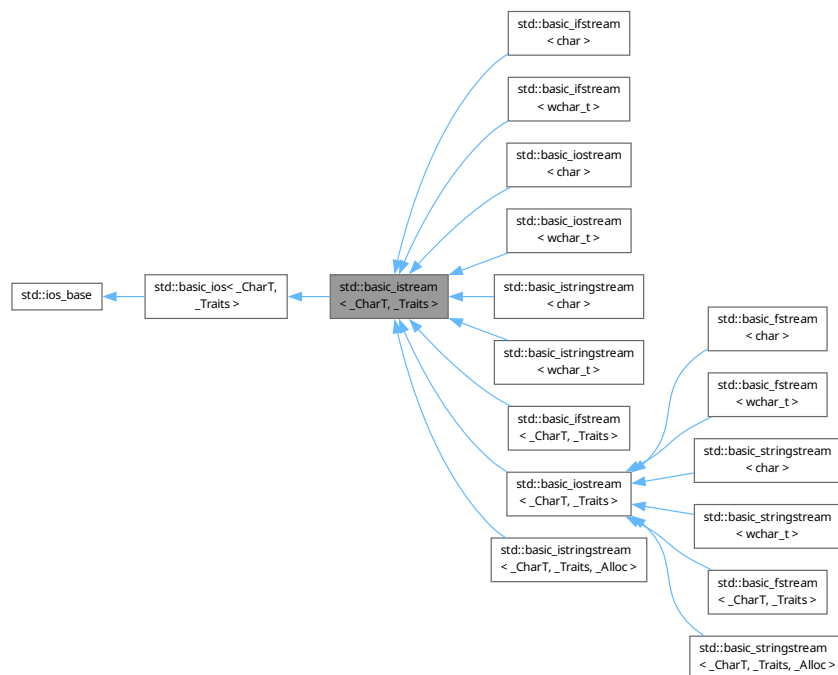 std::ios_base
std::basic_ios< _CharT,
_Traits >
std::basic_istream
< _CharT, _Traits >
std::basic_ifstream
< char >
std::basic_ifstream
< wchar_t >
std::basic_iostream
< char >
std::basic_iostream
< wchar_t >
std::basic_istringstream
< char >
std::basic_istringstream
< wchar_t >
std::basic_ifstream
< _CharT, _Traits >
std::basic_iostream
< _CharT, _Traits >
std::basic_istringstream
< _CharT, _Traits, _Alloc >
std::basic_fstream
< char >
std::basic_fstream
< wchar_t >
std::basic_stringstream
< char >
std::basic_stringstream
< wchar_t >
std::basic_fstream
< _CharT, _Traits >
std::basic_stringstream
< _CharT, _Traits, _Alloc >